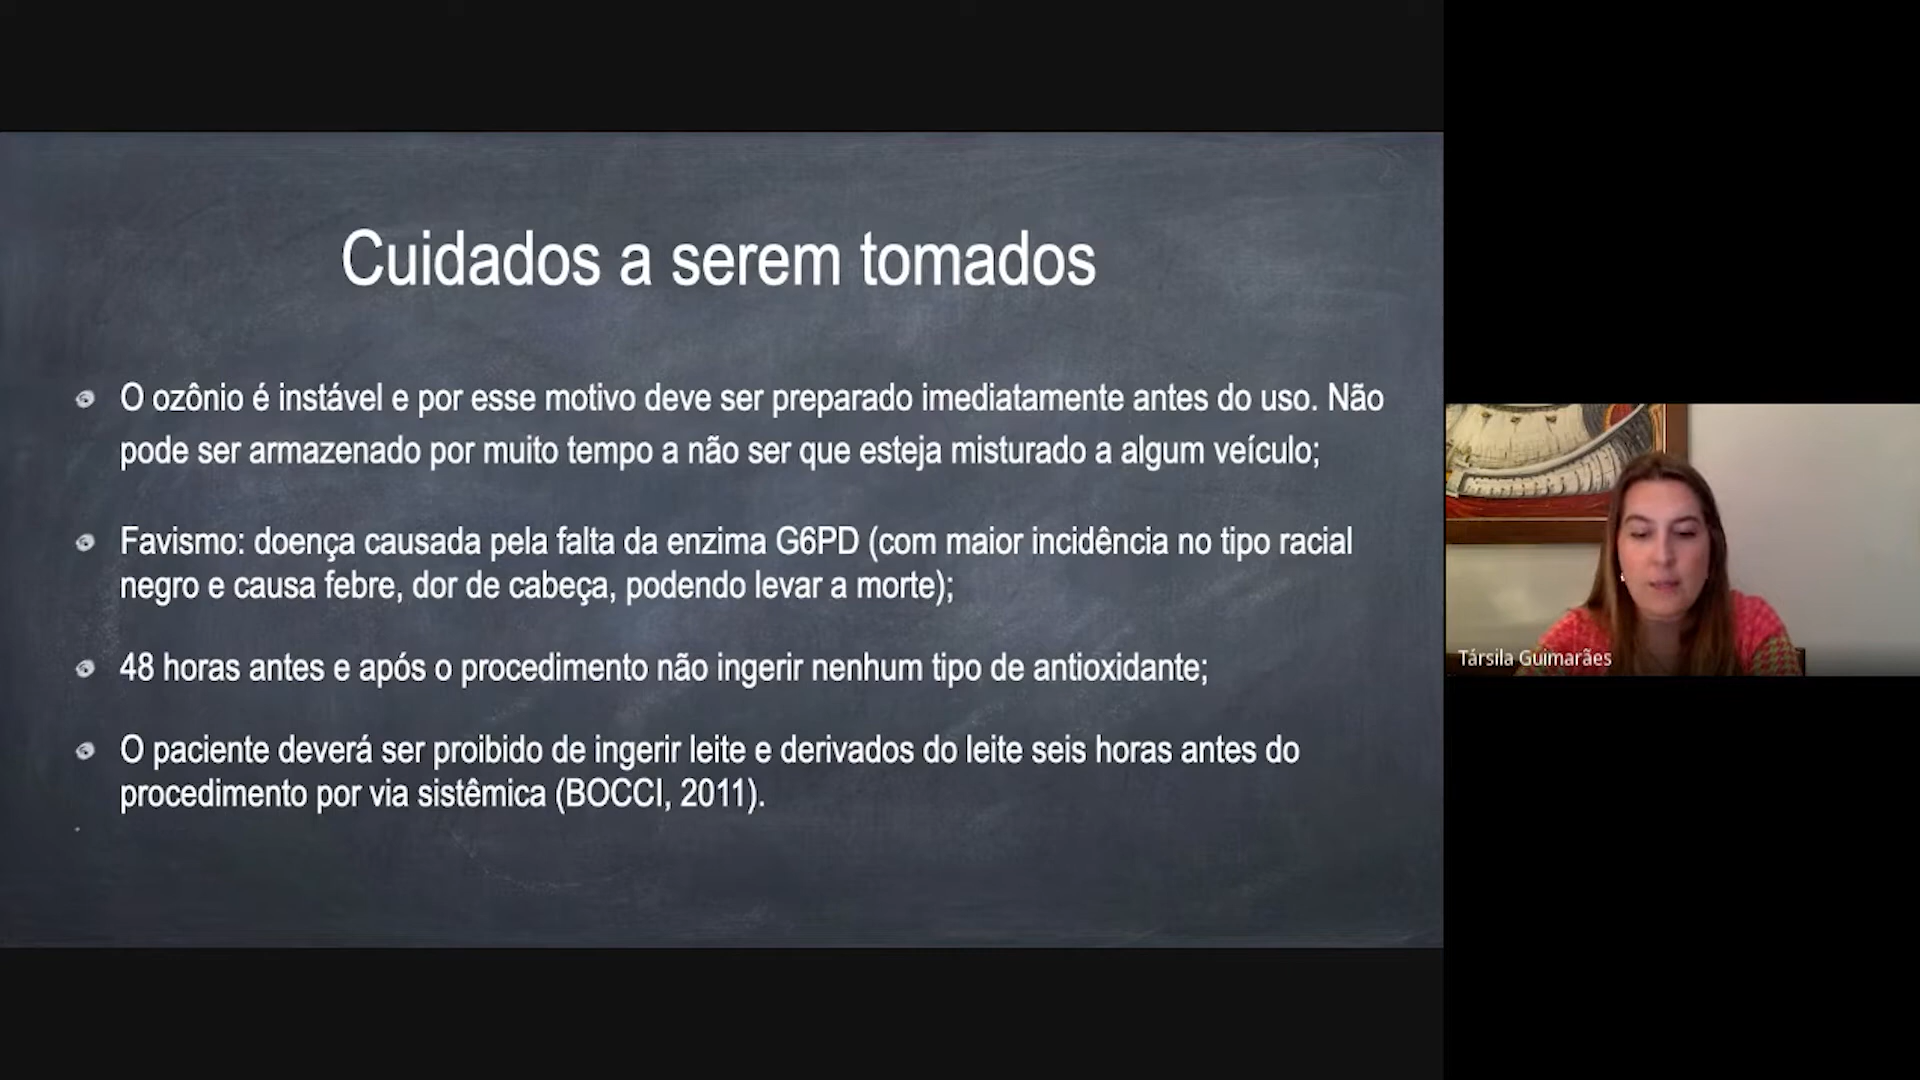 Cuidados a serem tomados
O ozônio é instável e por esse motivo deve ser preparado imediatamente antes do uso. Não
pode ser armazenado por muito tempo a não ser que esteja misturado a algum veículo;
Favismo: doença causada pela falta da enzima G6PD (com maior incidência no tipo racial
negro e causa febre, dor de cabeça, podendo levar a morte);
48 horas antes e após o procedimento não ingerir nenhum tipo de antioxidante;
O paciente deverá ser proibido de ingerir leite e derivados do leite seis horas antes do
procedimento por via sistêmica (BOCCI, 2011).
Társila Guimarães